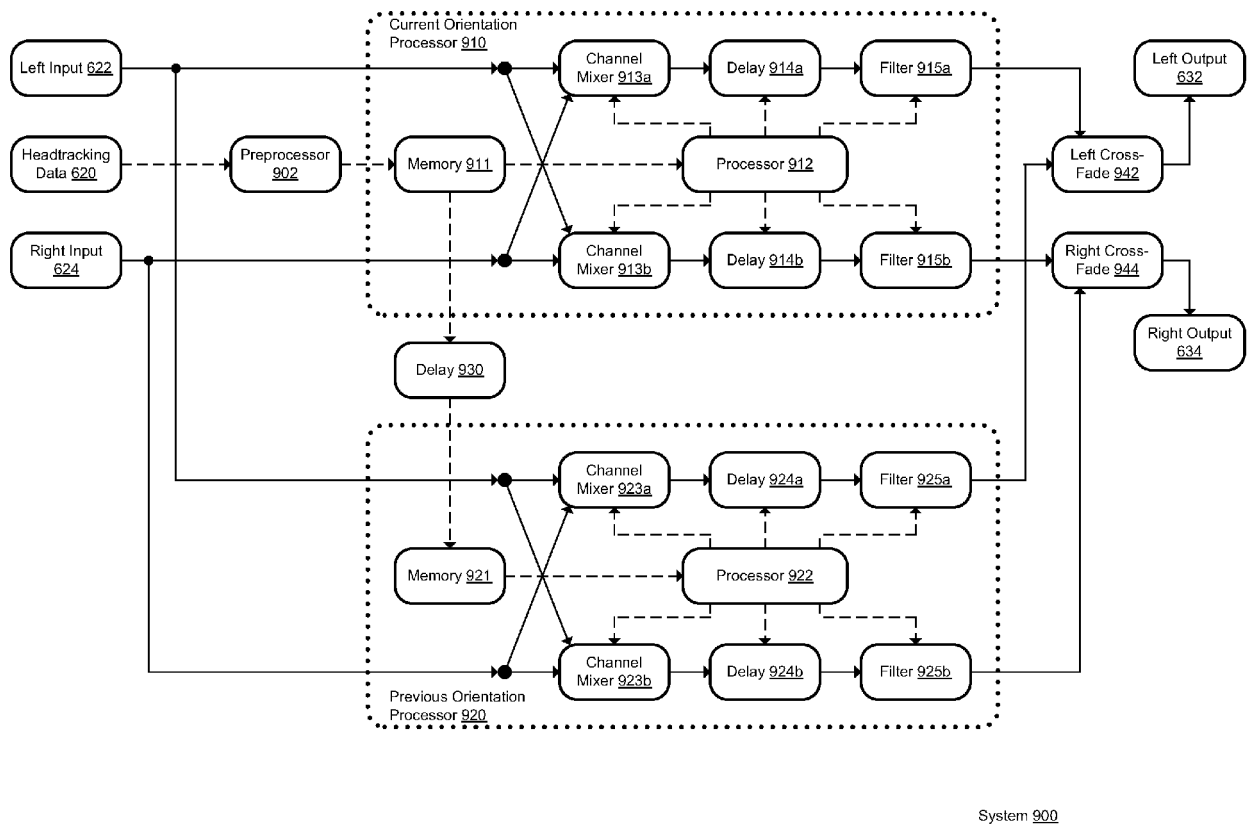 Current Orientation
Processor 910
Left Input 622
Channel
Mixer 913a
Delay 914a
Filter 915a
Left Output
632
Headtracking
Data 620
Preprocessor
902
Memory 911
Processor 912
Left Cross-
Fade 942
Right Input
624
Channel
Mixer 913b
Delay 914b
Filter 915b
Right Cross-
Fade 944
Right Output
634
Delay 930
Channel
Mixer 923a
Delay 924a
Filter 925a
Memory 921
Processor 922
Channel
Mixer 923b
Delay 924b
Filter 925b
Previous Orientation
Processor 920
System 900